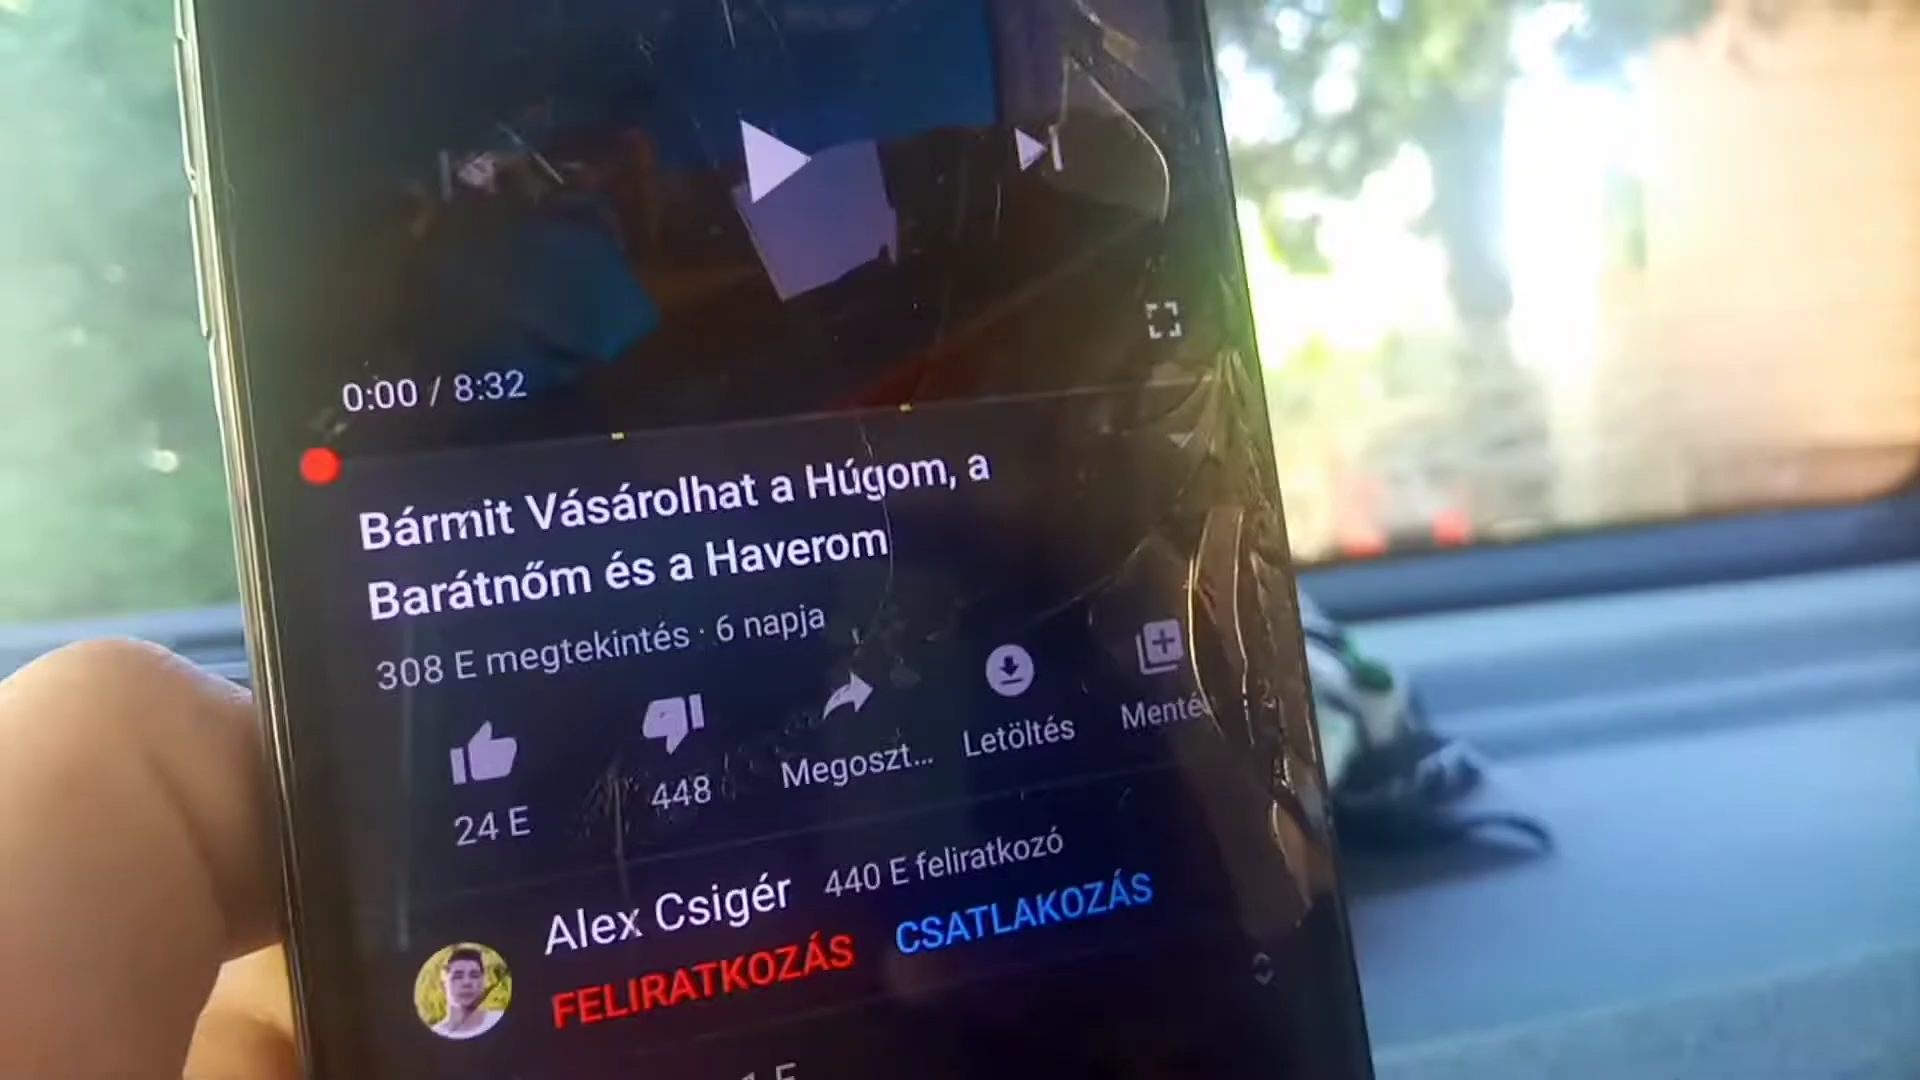 0:00 / 8:32
Bármit Vásárolhat a Húgom, a
Barátnőm és a Haverom
308 E megtekintés · 6 napja
24 E
448
Megoszt...
Letöltés
Alex Csigér
440 E feliratkozó
FELIRATKOZÁS
CSATLAKOZÁS